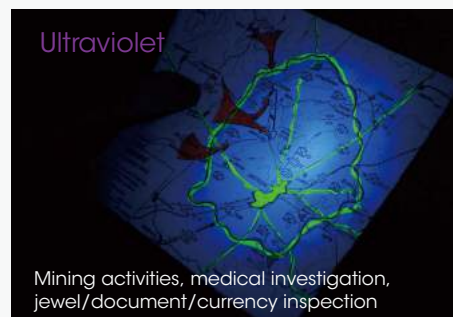 Ultraviolet
Mining activities, medical investigation,
jewel/document/currency inspection